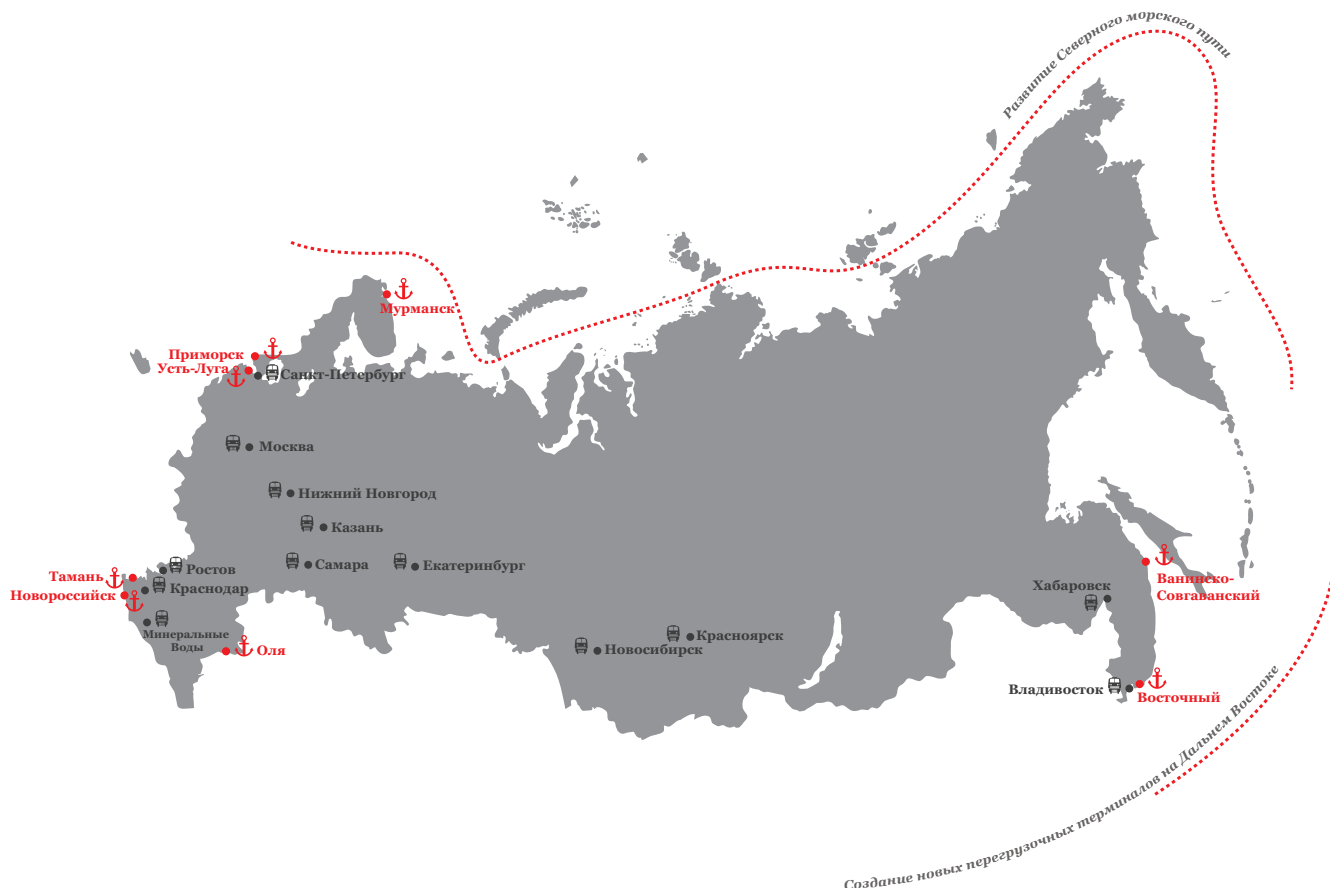 Развитие Северного морского пути
Мурманск
Приморск
Усть-Луга
Санкт-Петербург
Москва
Нижний Новгород
Казань
Самара
Екатеринбург
Ростов
Тамань
Краснодар
Новороссийск
Минеральные
Воды
Оля
Новосибирск
Красноярск
Хабаровск
Ванинско-
Совгаванский
Владивосток
Восточный
Создание новых перегрузочных терминалов на Дальнем Востоке